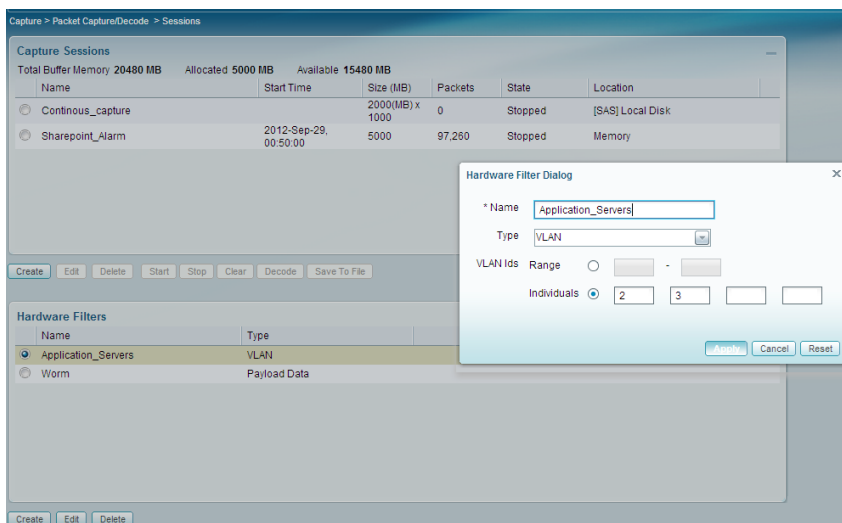 Capture > Packet Capture/Decode > Sessions
Capture Sessions
Total Buffer Memory 20480 MB Allocated 5000 MB Available 15480 MB
Name Start Time Size (MB) Packets State Location
Continous_capture 2000(MB) x 1000 0 Stopped [SAS] Local Disk
Sharepoint_Alarm 2012-Sep-29, 00:50:00 5000 97,260 Stopped Memory
Create Edit Delete Start Stop Clear Decode Save To File
Hardware Filter Dialog X
* Name Application_Servers
Type VLAN
VLAN Ids Range -
Individuals 2 3
Apply Cancel Reset
Hardware Filters
Name Type
Application_Servers VLAN
Worm Payload Data
Create Edit Delete